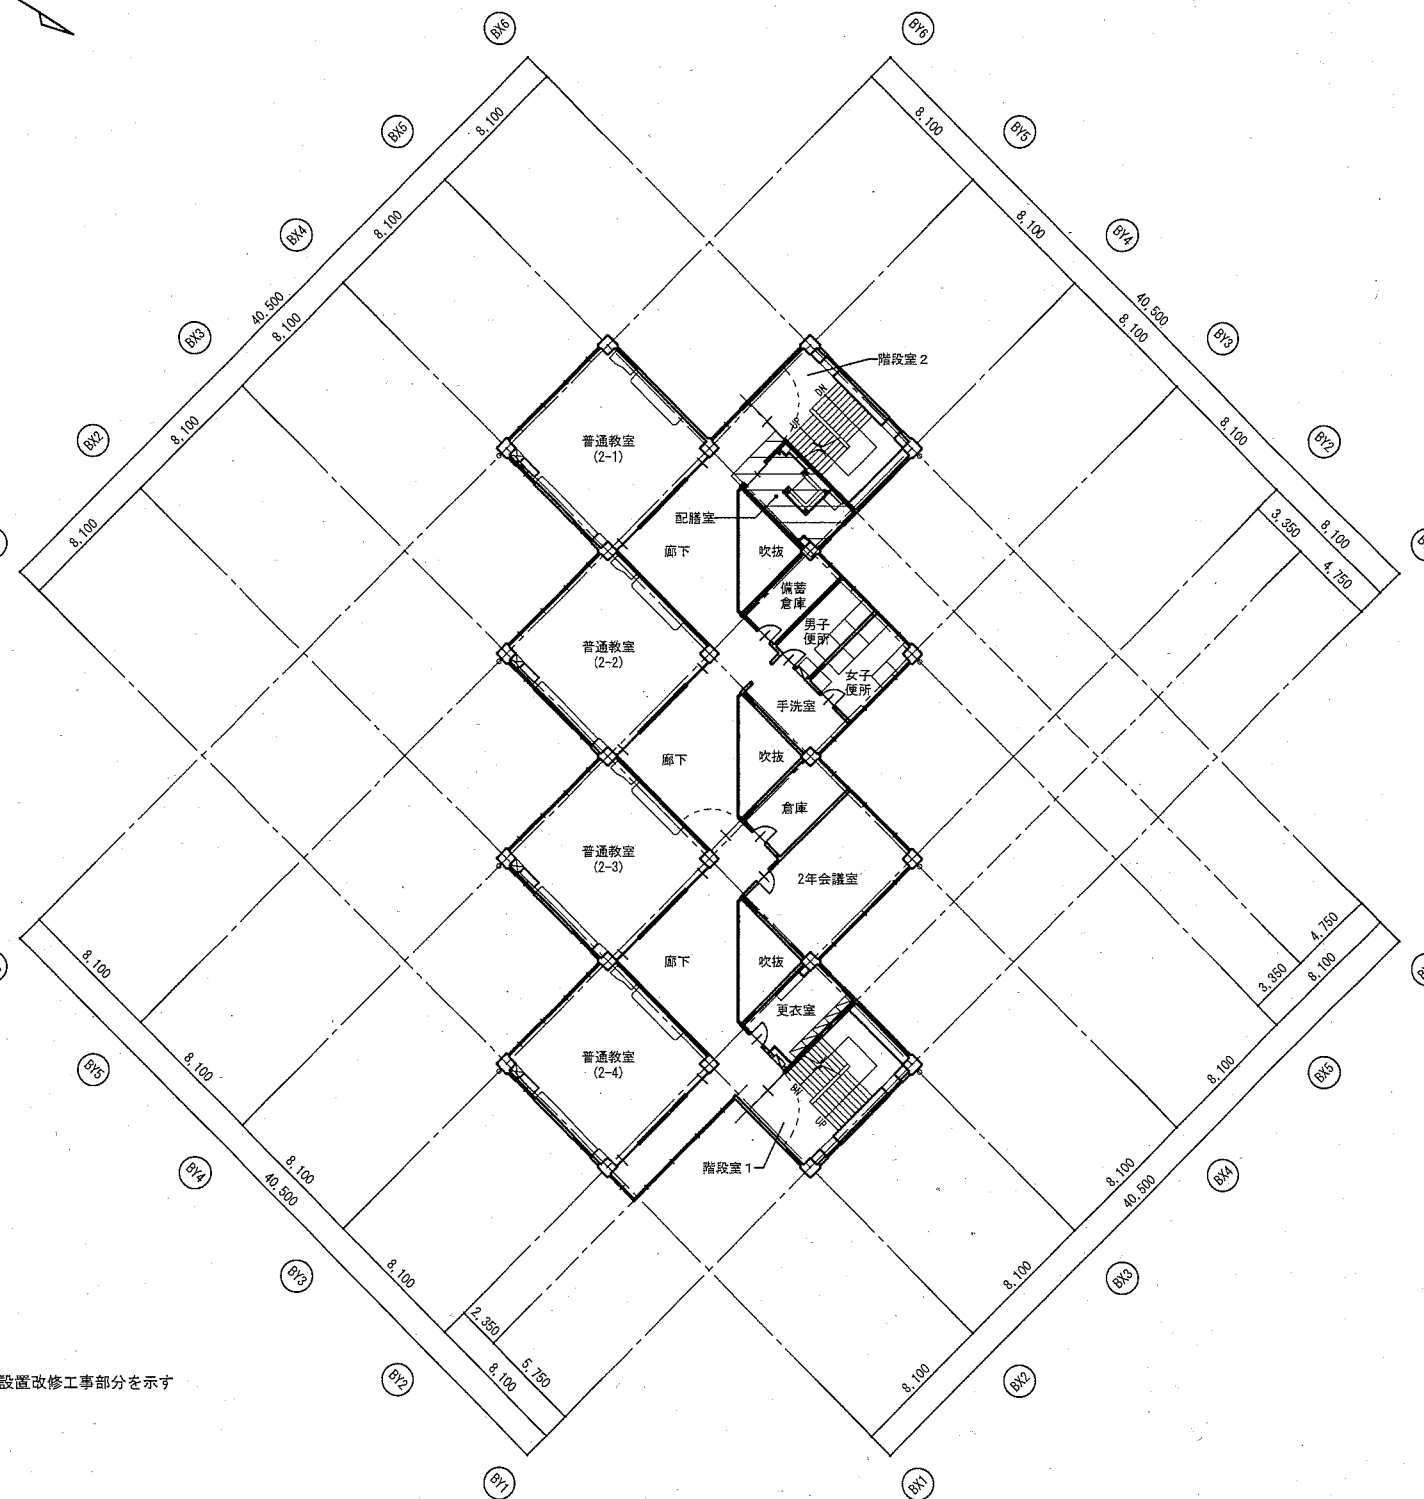 BX6
BY6
BX5
BY5
BX4
BY4
BX3
BY3
BX2
BY2
8,100
8,100
8,100
8,100
8,100
40,500
8,100
8,100
8,100
8,100
8,100
40,500
3,350
4,750
階段室2
DN
普通教室
(2-1)
配膳室
廊下
吹抜
備蓄
倉庫
男子
便所
女子
便所
普通教室
(2-2)
手洗室
廊下
吹抜
倉庫
普通教室
(2-3)
2年会議室
廊下
吹抜
更衣室
普通教室
(2-4)
UP
階段室1
8,100
8,100
8,100
8,100
8,100
40,500
2,350
5,750
4,750
3,350
8,100
8,100
8,100
8,100
8,100
40,500
BY5
BX5
BY4
BX4
BY3
BX3
BY2
BX2
BY1
BX1
設置改修工事部分を示す